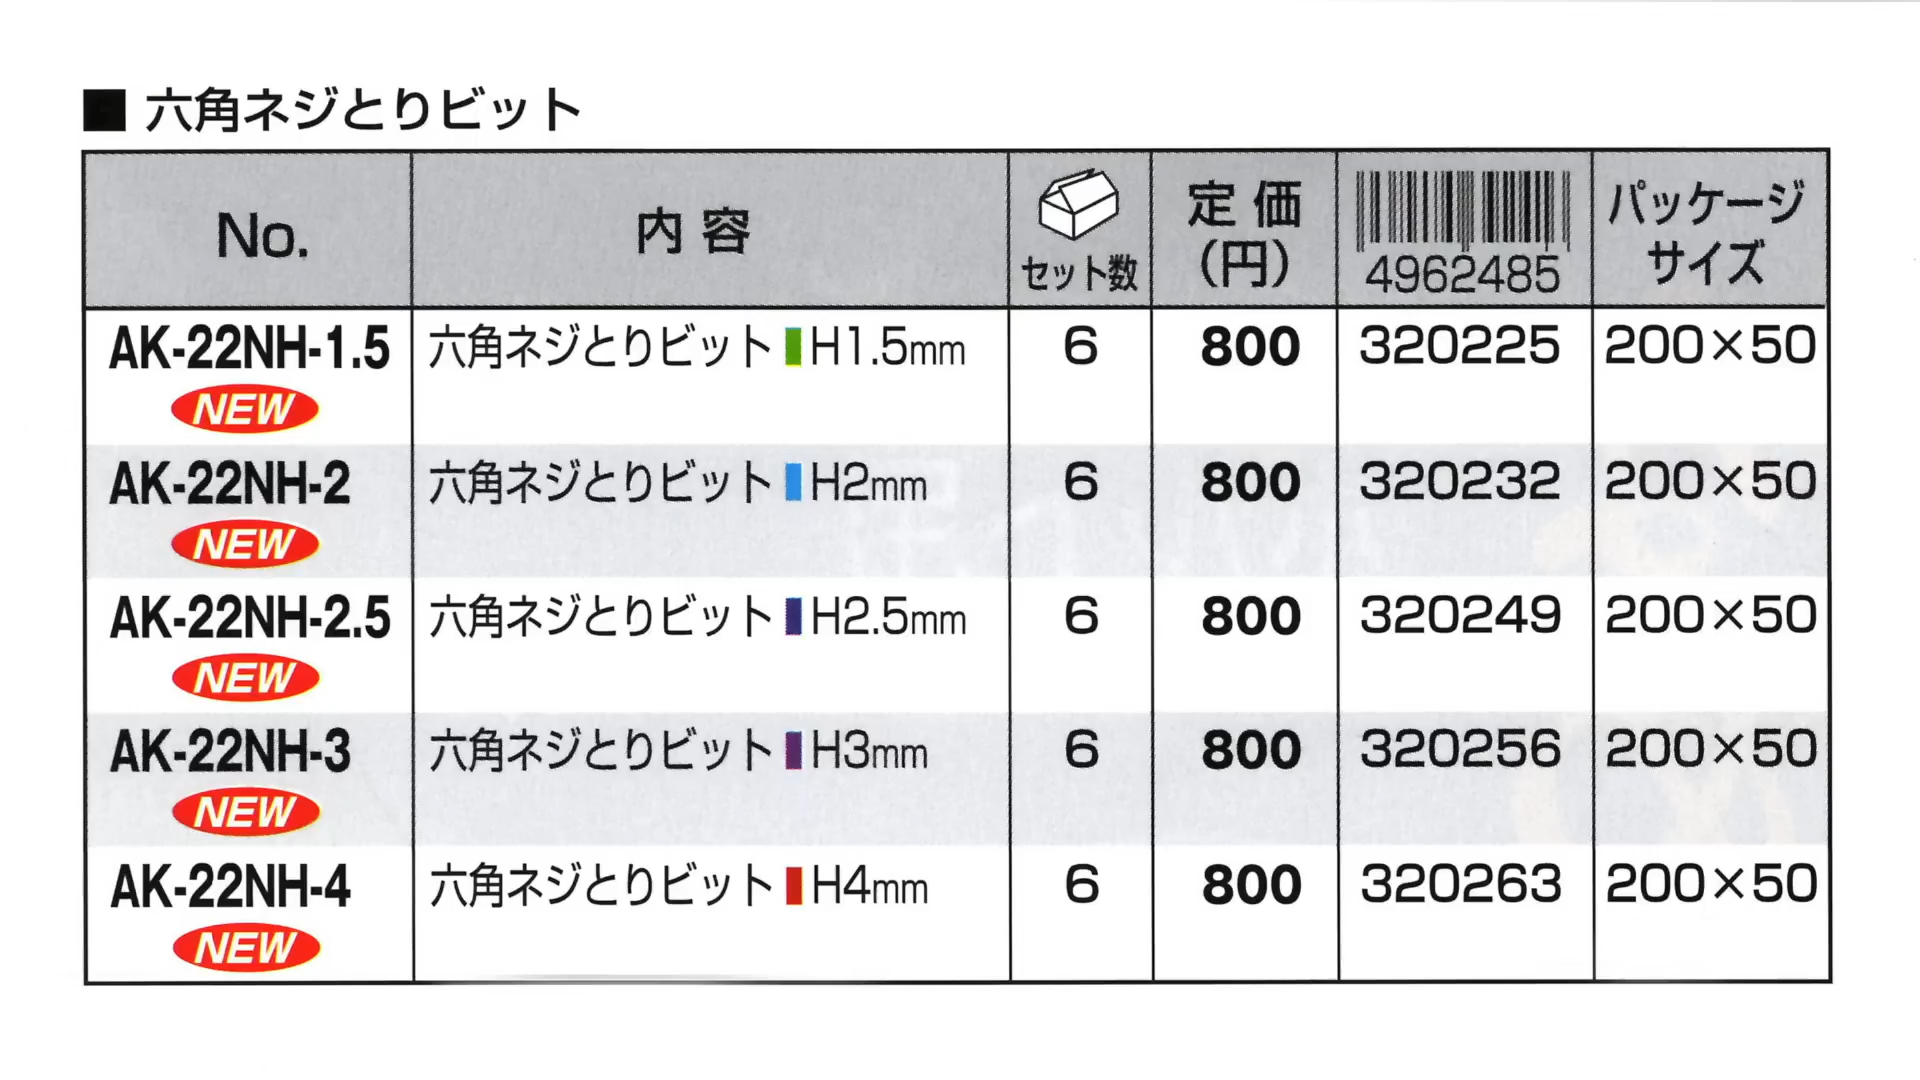 ■ 六角ネジとりビット
No. 内容 セット数 定価(円) 4962485 パッケージサイズ
AK-22NH-1.5 六角ネジとりビット H1.5mm 6 800 320225 200×50
NEW
AK-22NH-2 六角ネジとりビット H2mm 6 800 320232 200×50
NEW
AK-22NH-2.5 六角ネジとりビット H2.5mm 6 800 320249 200×50
NEW
AK-22NH-3 六角ネジとりビット H3mm 6 800 320256 200×50
NEW
AK-22NH-4 六角ネジとりビット H4mm 6 800 320263 200×50
NEW